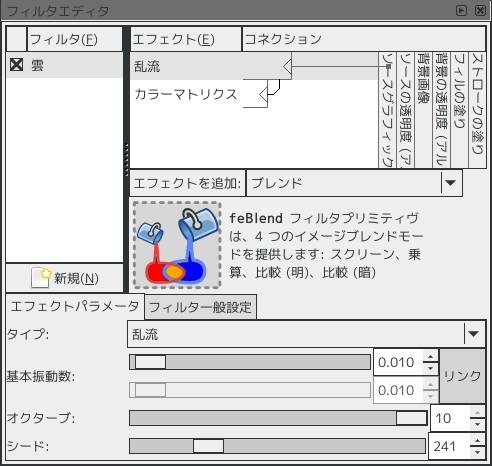 フィルタエディタ
フィルタ(F)
エフェクト(E)
コネクション
雲
乱流
カラーマトリクス
ソースグラフィック
ソースの透明度 (ア
背景画像
背景の透明度 (アル
フィルの塗り
ストロークの塗り
エフェクトを追加:
ブレンド
feBlend フィルタプリミティヴ
は、4 つのイメージブレンドモー
ドを提供します: スクリーン、乗
算、比較 (明)、比較 (暗)
新規(N)
エフェクトパラメータ
フィルター般設定
タイプ:
乱流
基本振動数:
0.010
0.010
リンク
オクターブ:
10
シード:
241